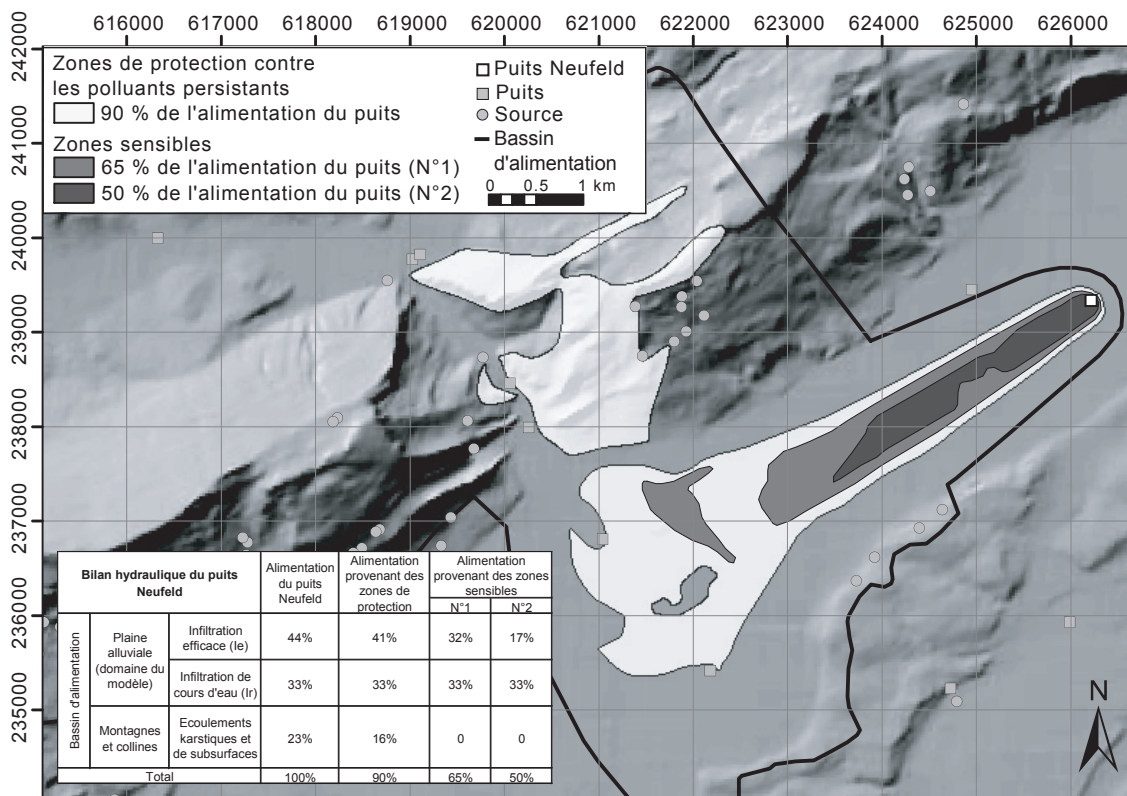 616000 617000 618000 619000 620000 621000 622000 623000 624000 625000 626000
242000
241000
240000
239000
238000
237000
236000
235000
Zones de protection contre
les polluants persistants
90 % de l'alimentation du puits
Zones sensibles
65 % de l'alimentation du puits (N°1)
50 % de l'alimentation du puits (N°2)
Puits Neufeld
Puits
Source
Bassin
d'alimentation
0 0.5 1 km
Bilan hydraulique du puits
Neufeld
Alimentation
du puits
Neufeld
Alimentation
provenant des
zones de
protection
Alimentation
provenant des zones
sensibles
N°1 N°2
Bassin d'alimentation
Plaine
alluviale
(domaine du
modèle)
Infiltration
efficace (Ie)
44% 41% 32% 17%
Infiltration de
cours d'eau (Ir)
33% 33% 33% 33%
Montagnes
et collines
Ecoulements
karstiques et
de subsurfaces
23% 16% 0 0
Total 100% 90% 65% 50%
N